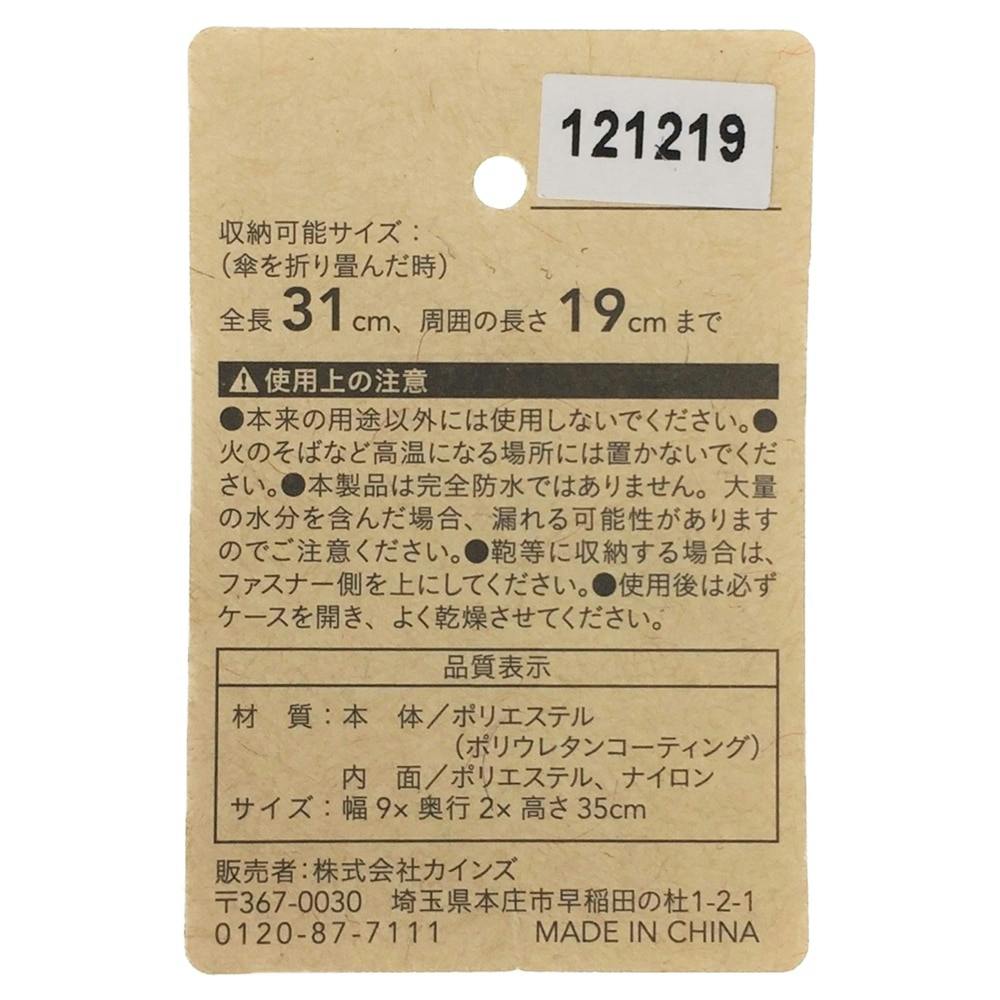 121219
収納可能サイズ：
（傘を折り畳んだ時）
全長 31cm、周囲の長さ 19cm まで
⚠使用上の注意
●本来の用途以外には使用しないでください。●
火のそばなど高温になる場所には置かないでくだ
さい。●本製品は完全防水ではありません。大量
の水分を含んだ場合、漏れる可能性があります
のでご注意ください。●鞄等に収納する場合は、
ファスナー側を上にしてください。●使用後は必ず
ケースを開き、よく乾燥させてください。
品質表示
材　質：本　体／ポリエステル
（ポリウレタンコーティング）
内　面／ポリエステル、ナイロン
サイズ：幅 9× 奥行 2× 高さ 35cm
販売者：株式会社カインズ
〒367-0030　埼玉県本庄市早稲田の杜1-2-1
0120-87-7111　MADE IN CHINA